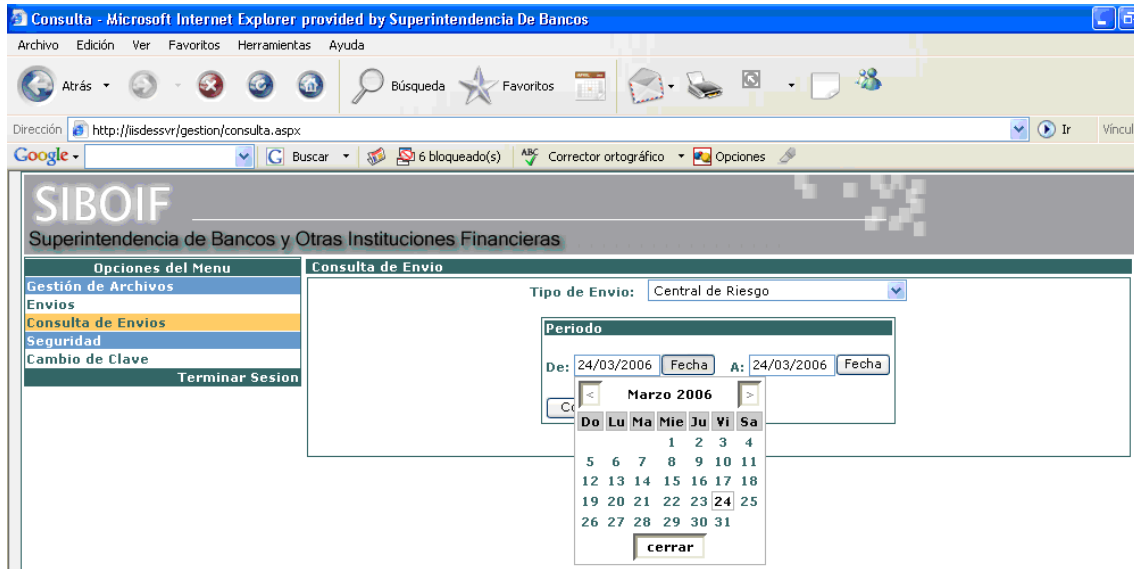 Consulta - Microsoft Internet Explorer provided by Superintendencia De Bancos
Archivo Edición Ver Favoritos Herramientas Ayuda
Atrás Búsqueda Favoritos
Dirección http://iisdessvr/gestion/consulta.aspx Ir Víncul
Google Buscar 6 bloqueado(s) ABC Corrector ortográfico Opciones
SIBOIF
Superintendencia de Bancos y Otras Instituciones Financieras
Opciones del Menu
Gestión de Archivos
Envios
Consulta de Envios
Seguridad
Cambio de Clave
Terminar Sesion
Consulta de Envio
Tipo de Envio: Central de Riesgo
Periodo
De: 24/03/2006 Fecha A: 24/03/2006 Fecha
Co
< Marzo 2006 >
Do Lu Ma Mie Ju Vi Sa
1 2 3 4
5 6 7 8 9 10 11
12 13 14 15 16 17 18
19 20 21 22 23 24 25
26 27 28 29 30 31
cerrar